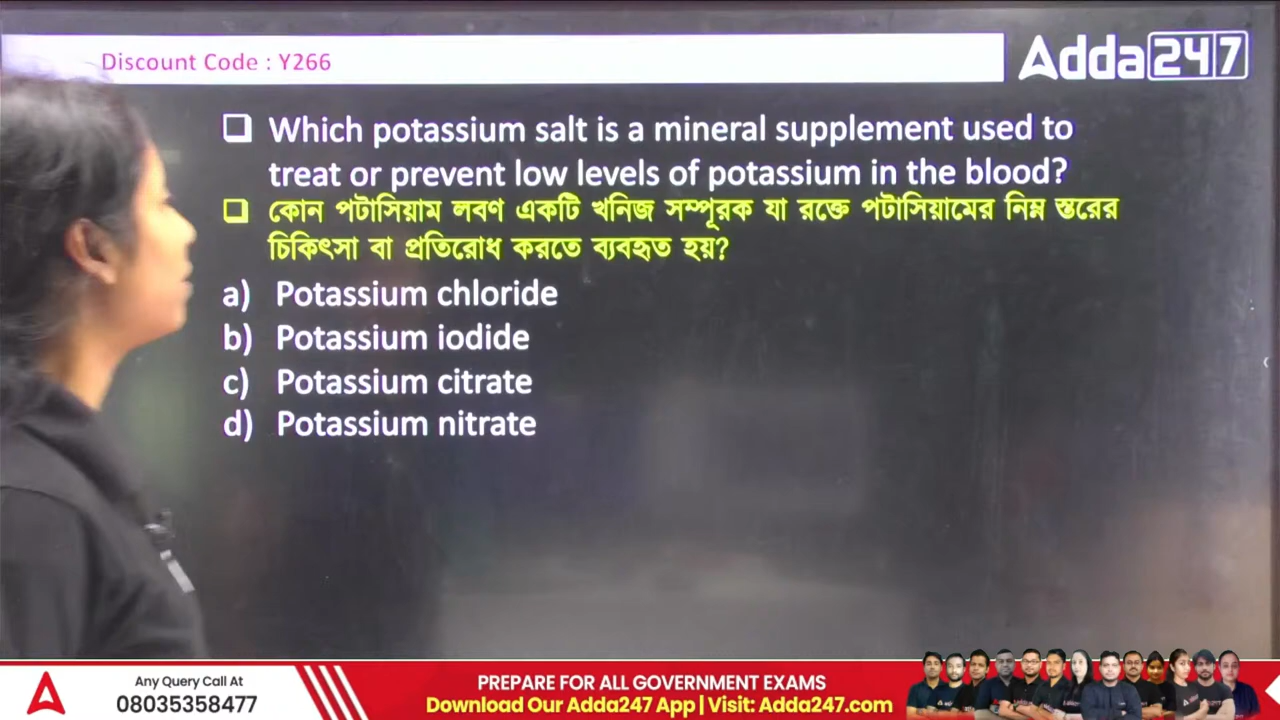 Discount Code : Y266
Adda247
Which potassium salt is a mineral supplement used to
treat or prevent low levels of potassium in the blood?
কোন পটাসিয়াম লবণ একটি খনিজ সম্পূরক যা রক্তে পটাসিয়ামের নিম্ন স্তরের
চিকিৎসা বা প্রতিরোধ করতে ব্যবহৃত হয়?
a) Potassium chloride
b) Potassium iodide
c) Potassium citrate
d) Potassium nitrate
Any Query Call At
08035358477
PREPARE FOR ALL GOVERNMENT EXAMS
Download Our Adda247 App | Visit: Adda247.com